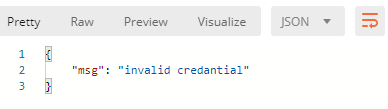 Pretty Raw Preview Visualize JSON
1 {
2 "msg": "invalid credantial"
3 }